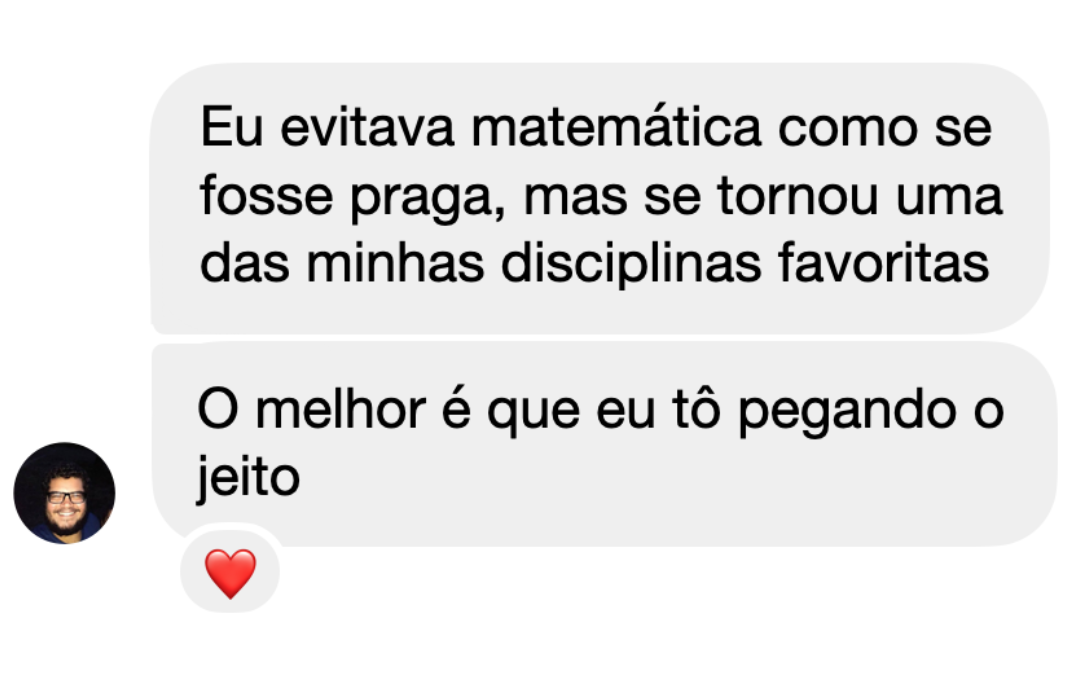 Eu evitava matemática como se
fosse praga, mas se tornou uma
das minhas disciplinas favoritas
O melhor é que eu tô pegando o
jeito